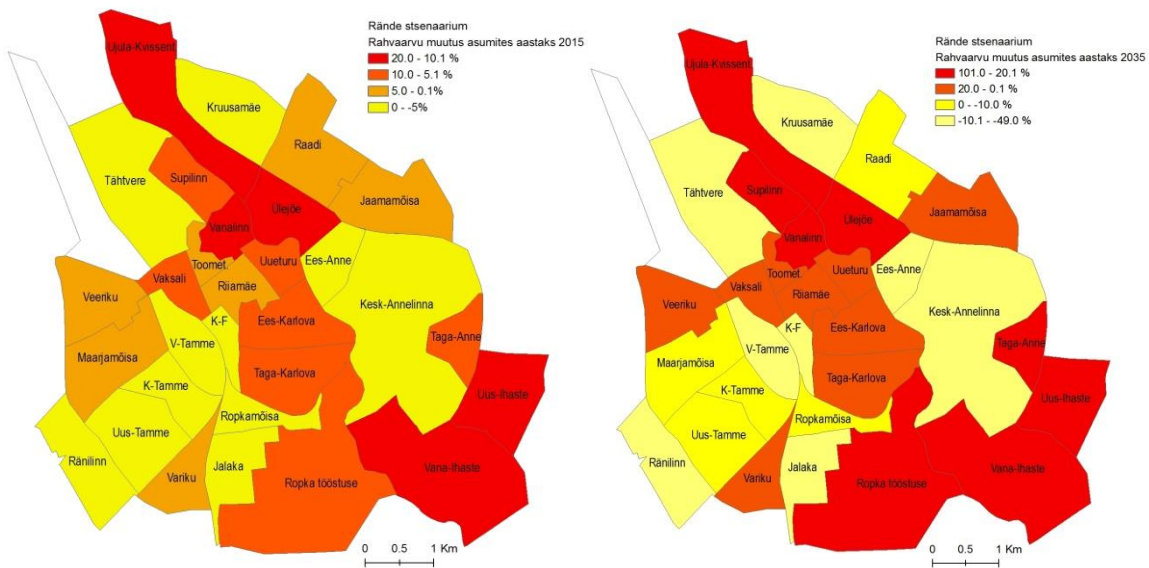 Rände stsenaarium
Rahvaarvu muutus asumites aastaks 2015
20.0 - 10.1 %
10.0 - 5.1 %
5.0 - 0.1%
0 - -5%
Ujula-Kvissent
Kruusamäe
Raadi
Tähtvere
Supilinn
Jaamamõisa
Ülejõe
Vanalinn
Ees-Anne
Uueturu
Toomet.
Vaksali
Riiamäe
Veeriku
Kesk-Annelinna
Ees-Karlova
K-F
Taga-Anne
V-Tamme
Maarjamõisa
Taga-Karlova
K-Tamme
Uus-Ihaste
Ropkamõisa
Uus-Tamme
Ränilinn
Jalaka
Vana-Ihaste
Variku
Ropka tööstuse
0 0.5 1 Km
Rände stsenaarium
Rahvaarvu muutus asumites aastaks 2035
101.0 - 20.1 %
20.0 - 0.1 %
0 - -10.0 %
-10.1 - -49.0 %
Ujula-Kvissent
Kruusamäe
Raadi
Tähtvere
Supilinn
Jaamamõisa
Ülejõe
Vanalinn
Ees-Anne
Uueturu
Toomet.
Vaksali
Riiamäe
Veeriku
Kesk-Annelinna
Ees-Karlova
K-F
Taga-Anne
V-Tamme
Maarjamõisa
Taga-Karlova
K-Tamme
Uus-Ihaste
Ropkamõisa
Uus-Tamme
Ränilinn
Jalaka
Vana-Ihaste
Variku
Ropka tööstuse
0 0.5 1 Km